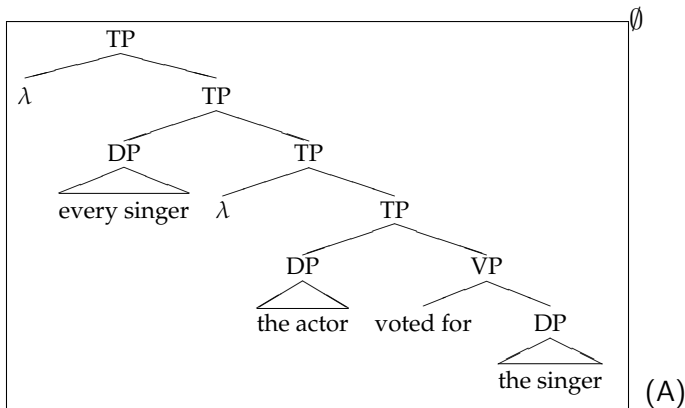 ∅
TP
λ TP
DP TP
every singer λ TP
DP VP
the actor voted for DP
the singer
(A)